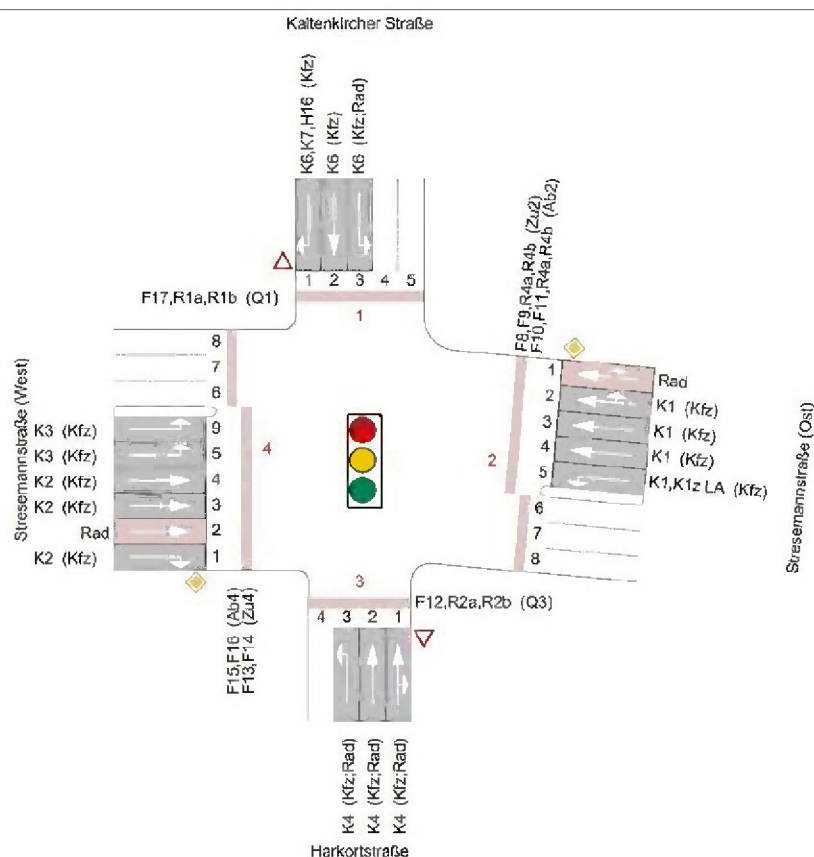 Kaltenkircher Straße
K6,K7,H16 (Kfz)
K6 (Kfz)
K6 (Kfz;Rad)
1 2 3 4 5
F17,R1a,R1b (Q1)
1
F8,F9,R4a,R4b (Zu2)
F10,F11,R4a,R4b (Ab2)
Stresemannstraße (West)
8
7
6
K3 (Kfz) 9
K3 (Kfz) 5
K2 (Kfz) 4
K2 (Kfz) 3
Rad 2
K2 (Kfz) 1
4
2
1 Rad
2 K1 (Kfz)
3 K1 (Kfz)
4 K1 (Kfz)
5 K1,K1z LA (Kfz)
6
7
8
Stresemannstraße (Ost)
3
F12,R2a,R2b (Q3)
4 3 2 1
F15,F16 (Ab4)
F13,F14 (Zu4)
K4 (Kfz;Rad)
K4 (Kfz;Rad)
K4 (Kfz;Rad)
Harkortstraße